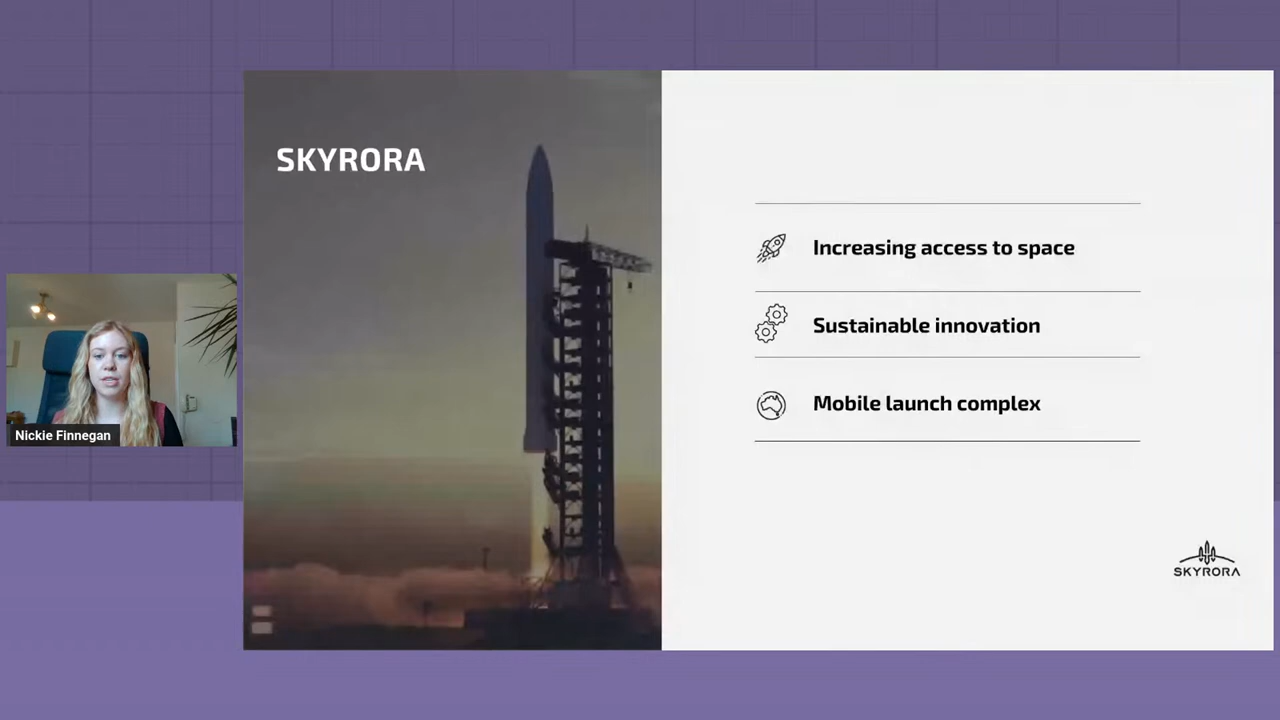 SKYRORA
Increasing access to space
Sustainable innovation
Mobile launch complex
Nickie Finnegan
SKYRORA